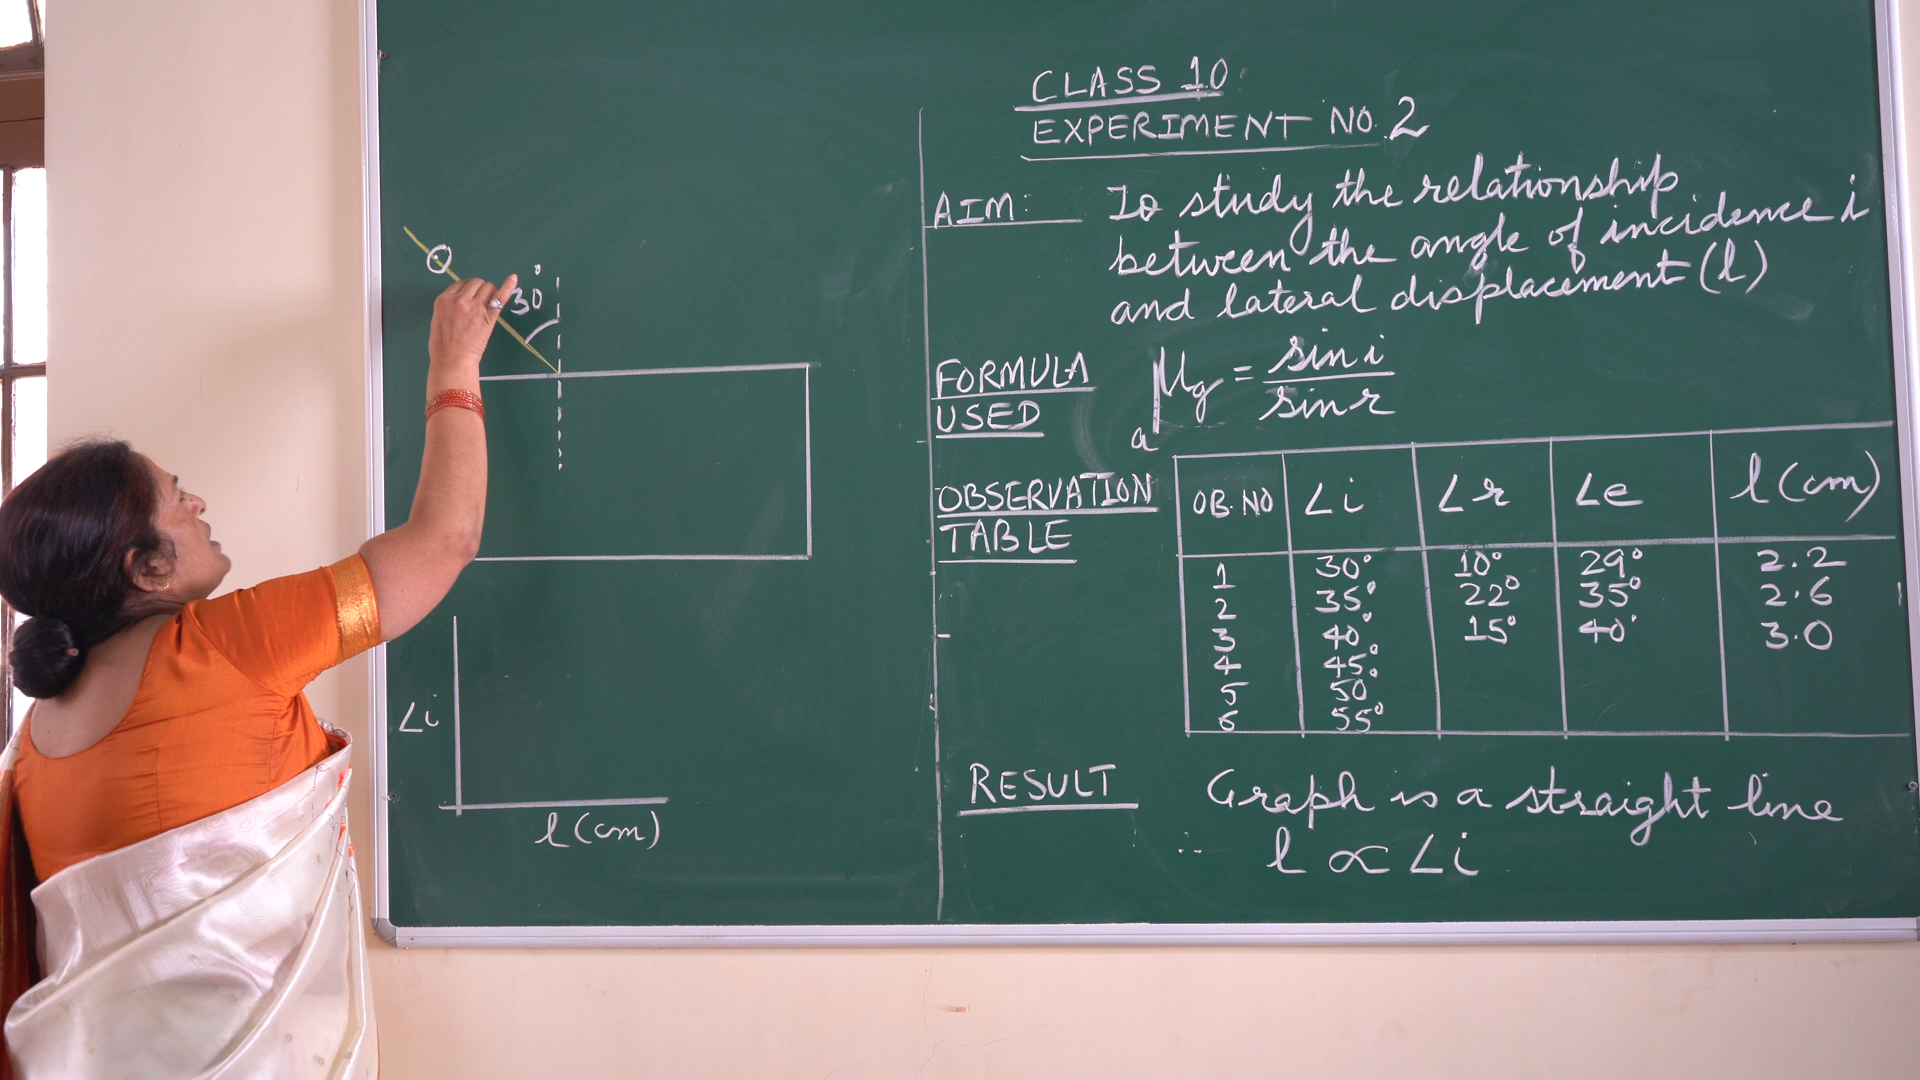 CLASS 10
EXPERIMENT NO. 2
AIM: To study the relationship
between the angle of incidence i
and lateral displacement (l)
FORMULA USED aμg = sin i / sin r
OBSERVATION TABLE
OB. NO ∠i ∠r ∠e l (cm)
1 30° 10° 29° 2.2
2 35° 22° 35° 2.6
3 40° 15° 40° 3.0
4 45°
5 50°
6 55°
RESULT Graph is a straight line
∴ l ∝ ∠i
30°
∠i
l (cm)